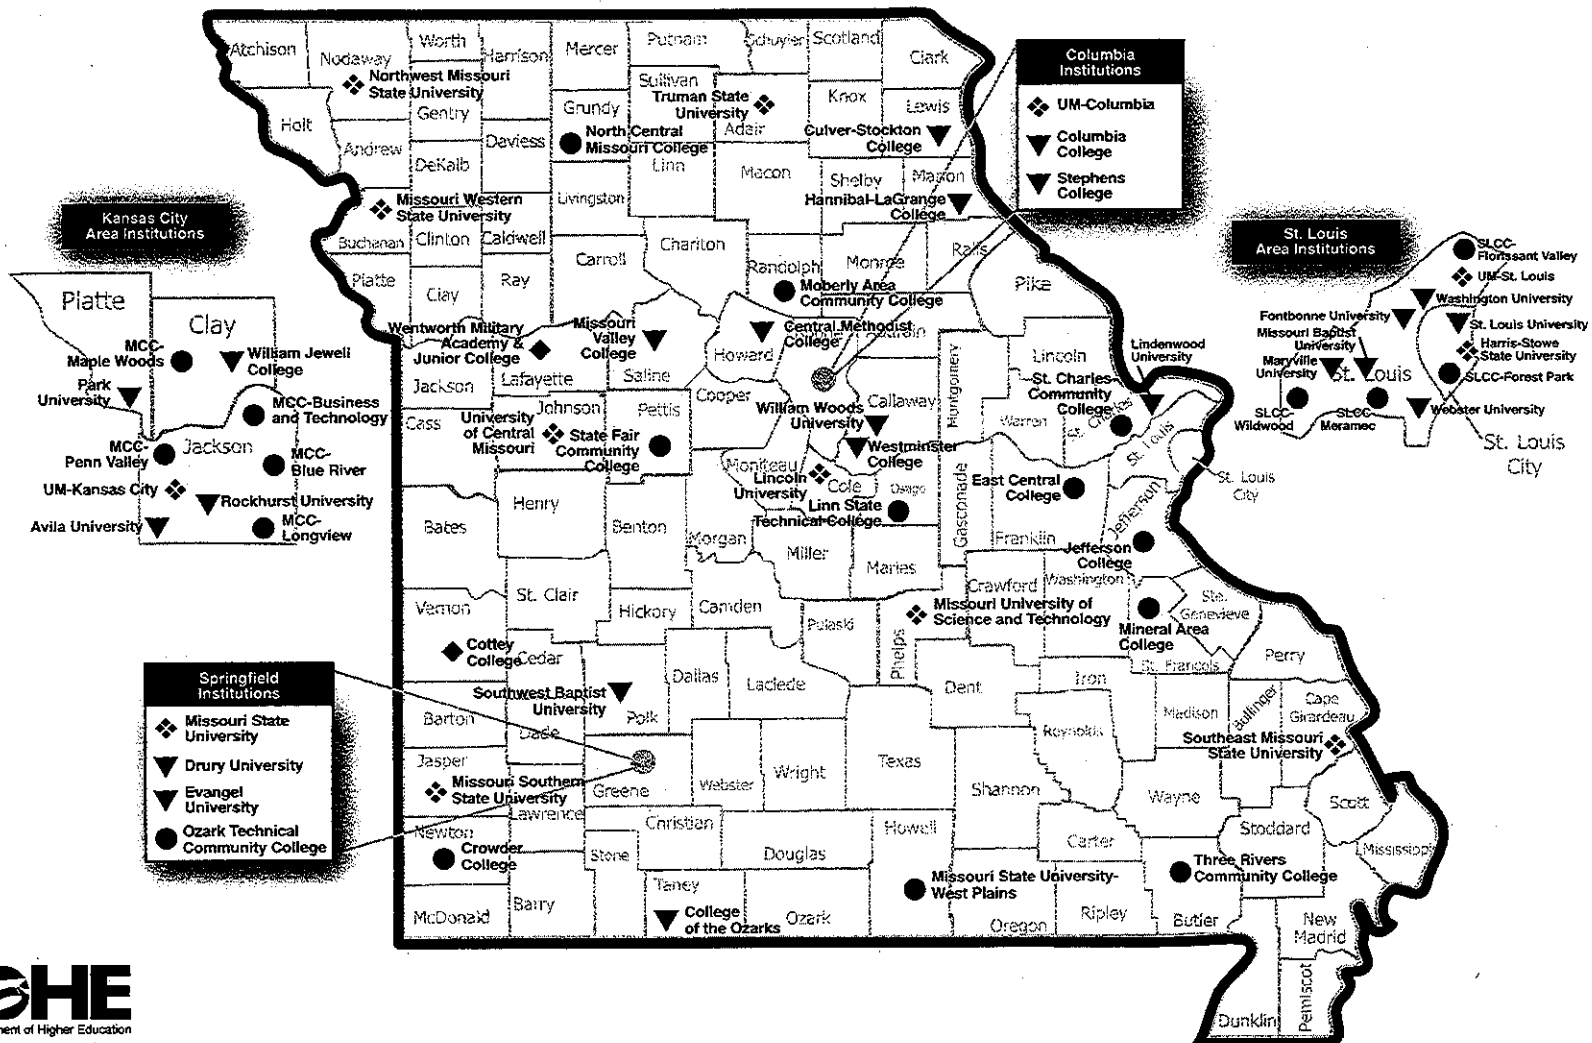 Atchison
Nodaway
Worth
Harrison
Mercer
Putnam
Schuyler
Scotland
Clark
Northwest Missouri
State University
Holt
Gentry
Andrew
DeKalb
Daviess
Grundy
North Central
Missouri College
Sullivan
Truman State
University
Adair
Knox
Lewis
Culver-Stockton
College
Linn
Macon
Shelby
Marion
Hannibal-LaGrange
College
Missouri Western
State University
Buchanan
Clinton
Caldwell
Livingston
Chariton
Carroll
Platte
Clay
Ray
Randolph
Monroe
Ralls
Moberly Area
Community College
Pike
Columbia
Institutions
UM-Columbia
Columbia
College
Stephens
College
Kansas City
Area Institutions
Platte
Clay
MCC-
Maple Woods
William Jewell
College
Park
University
MCC-Business
and Technology
MCC-
Penn Valley
Jackson
MCC-
Blue River
UM-Kansas City
Rockhurst University
Avila University
MCC-
Longview
St. Louis
Area Institutions
SLCC-
Florissant Valley
UM-St. Louis
Washington University
Fontbonne University
St. Louis University
Missouri Baptist
University
Harris-Stowe
State University
Maryville
University
St. Louis
SLCC-Forest Park
SLCC-
Wildwood
SLCC-
Meramec
Webster University
St. Louis
City
Wentworth Military
Academy &
Junior College
Missouri
Valley
College
Central Methodist
College
Howard
Jackson
Lafayette
Saline
Cooper
Cass
Johnson
Pettis
University
of Central
Missouri
State Fair
Community
College
William Woods
University
Callaway
Westminster
College
Montgomery
Lincoln
Warren
Lindenwood
University
St. Charles
Community
College
St. Charles
St. Louis
St. Louis
City
Moniteau
Lincoln
University
Cole
Osage
Linn State
Technical College
Gasconade
East Central
College
Franklin
Jefferson
Jefferson
College
Bates
Henry
Benton
Morgan
Miller
Maries
Crawford
Washington
Ste.
Genevieve
Vernon
St. Clair
Hickory
Camden
Pulaski
Phelps
Missouri University of
Science and Technology
Mineral Area
College
St. Francois
Perry
Cottey
College
Cedar
Dallas
Laclede
Dent
Iron
Southwest Baptist
University
Polk
Barton
Dade
Reynolds
Madison
Bollinger
Cape
Girardeau
Southeast Missouri
State University
Springfield
Institutions
Missouri State
University
Drury University
Evangel
University
Ozark Technical
Community College
Jasper
Missouri Southern
State University
Greene
Webster
Wright
Texas
Shannon
Wayne
Scott
Newton
Lawrence
Christian
Crowder
College
Stone
Douglas
Howell
Carter
Stoddard
Mississippi
Three Rivers
Community College
McDonald
Barry
Taney
College
of the Ozarks
Ozark
Missouri State University-
West Plains
Oregon
Ripley
Butler
New
Madrid
Dunklin
Pemiscot
HE
ment of Higher Education